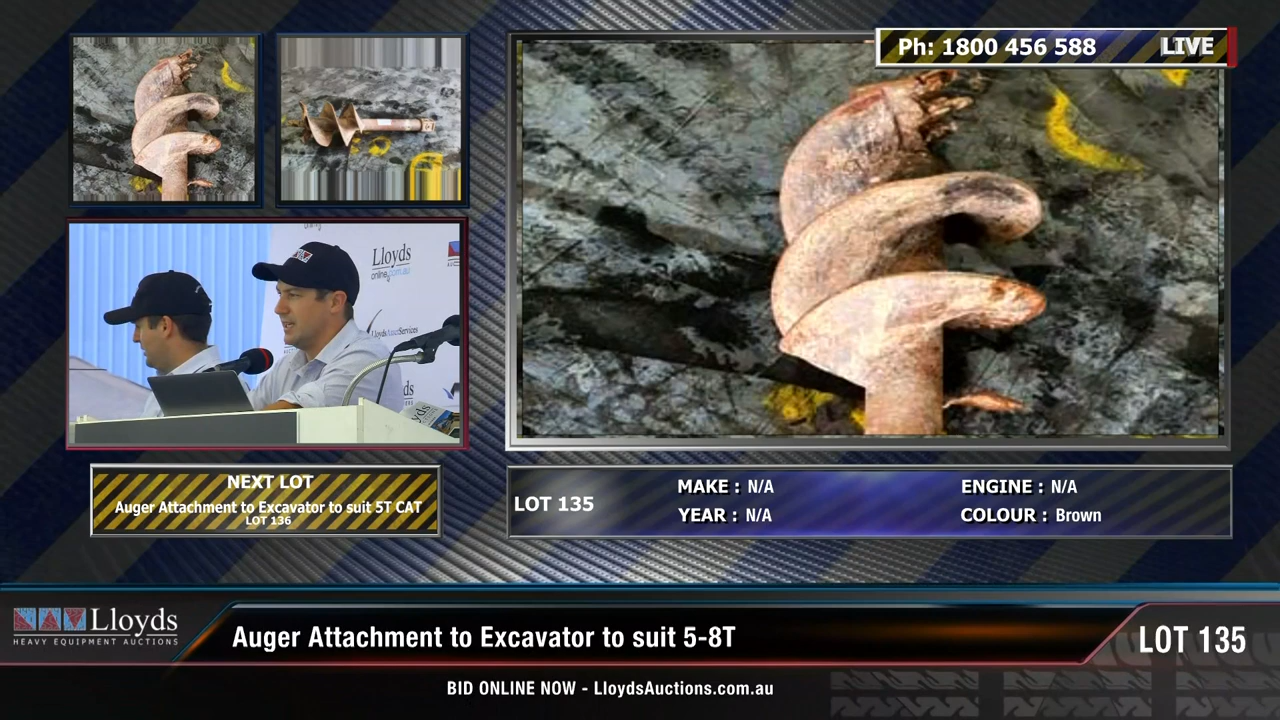 Ph: 1800 456 588
LIVE
Lloyds
online.com.au
NEXT LOT
Auger Attachment to Excavator to suit 5T CAT
LOT 136
LOT 135
MAKE : N/A
ENGINE : N/A
YEAR : N/A
COLOUR : Brown
Lloyds
HEAVY EQUIPMENT AUCTIONS
Auger Attachment to Excavator to suit 5-8T
LOT 135
BID ONLINE NOW - LloydsAuctions.com.au